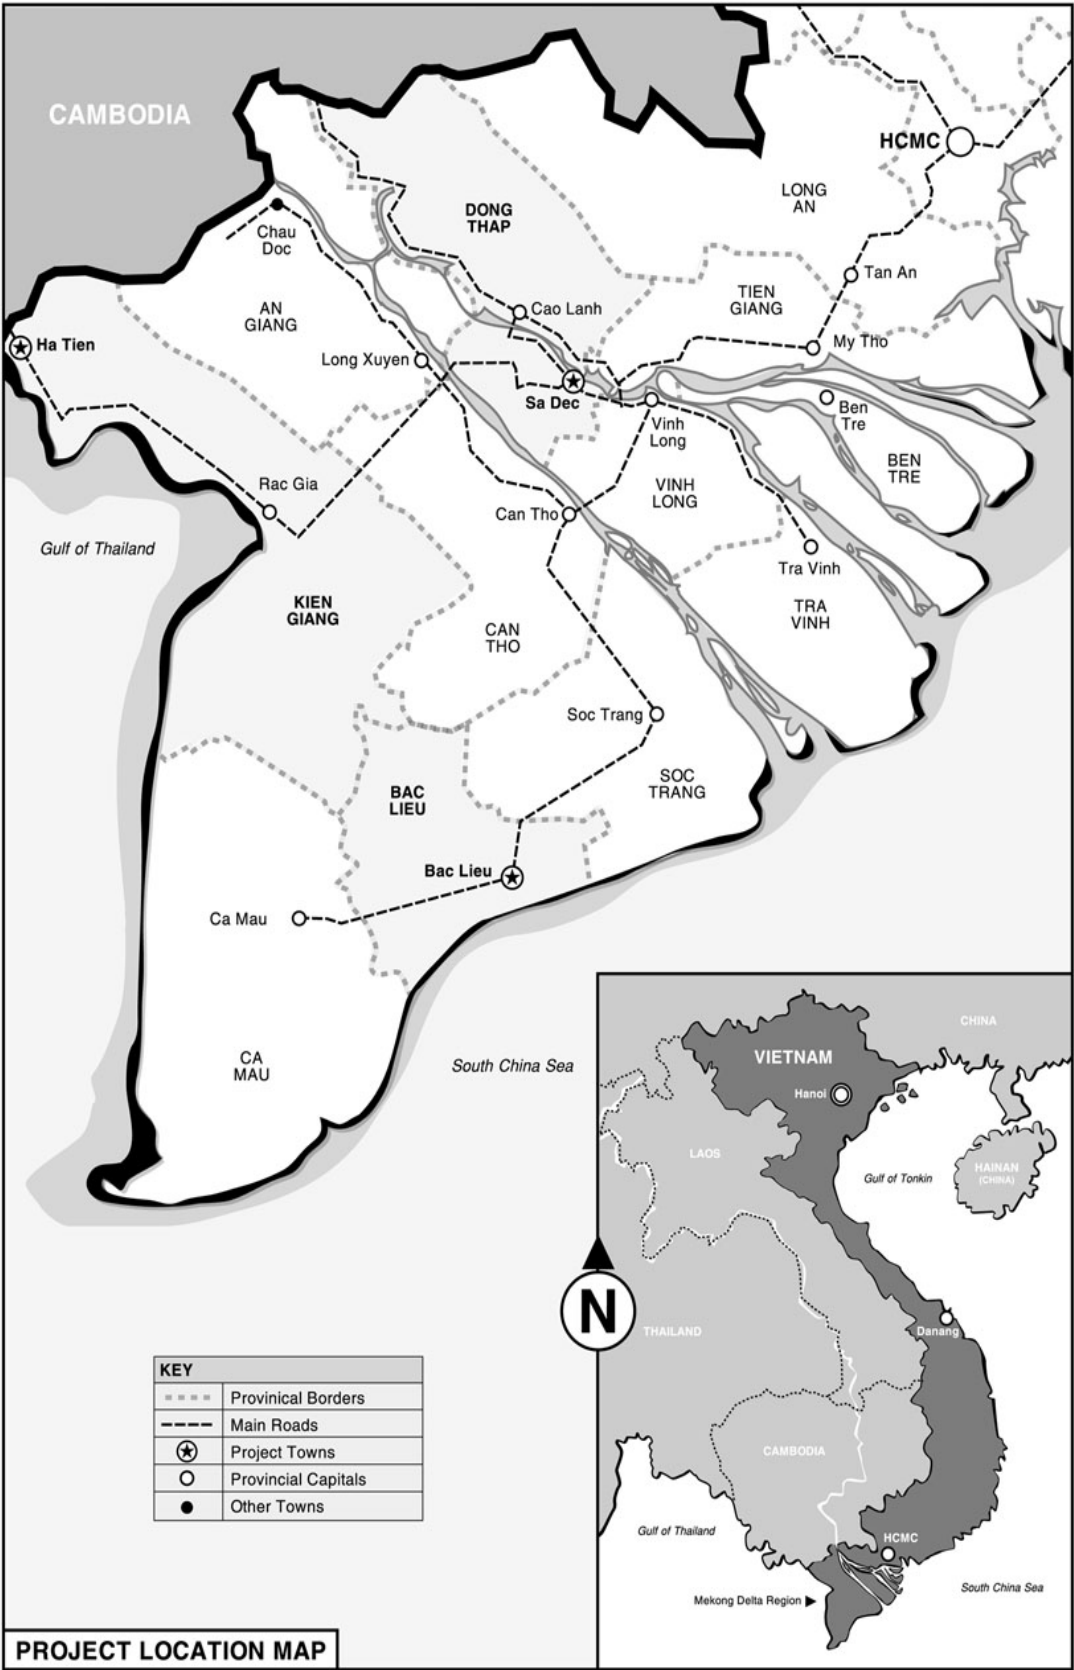 CAMBODIA
HCMC
LONG
AN
DONG
THAP
Chau
Doc
Tan An
TIEN
GIANG
AN
GIANG
Cao Lanh
Ha Tien
Long Xuyen
My Tho
Sa Dec
Ben
Tre
Vinh
Long
BEN
TRE
Rac Gia
VINH
LONG
Can Tho
Gulf of Thailand
Tra Vinh
KIEN
GIANG
TRA
VINH
CAN
THO
Soc Trang
SOC
TRANG
BAC
LIEU
Bac Lieu
Ca Mau
CA
MAU
South China Sea
CHINA
VIETNAM
Hanoi
LAOS
HAINAN
(CHINA)
Gulf of Tonkin
N
THAILAND
Danang
CAMBODIA
Gulf of Thailand
HCMC
South China Sea
Mekong Delta Region
KEY
Provinical Borders
Main Roads
Project Towns
Provincial Capitals
Other Towns
PROJECT LOCATION MAP